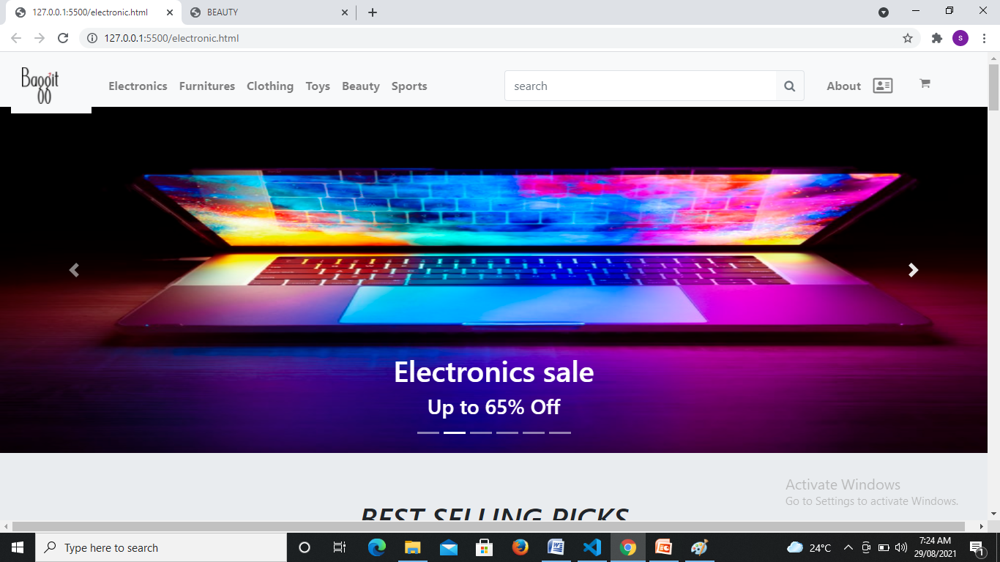 127.0.0.1:5500/electronic.html
BEAUTY
127.0.0.1:5500/electronic.html
s
Baggit
Electronics Furnitures Clothing Toys Beauty Sports
search
About
Electronics sale
Up to 65% Off
BEST SELLING PICKS
Activate Windows
Go to Settings to activate Windows.
Type here to search
24°C
7:24 AM
29/08/2021
1